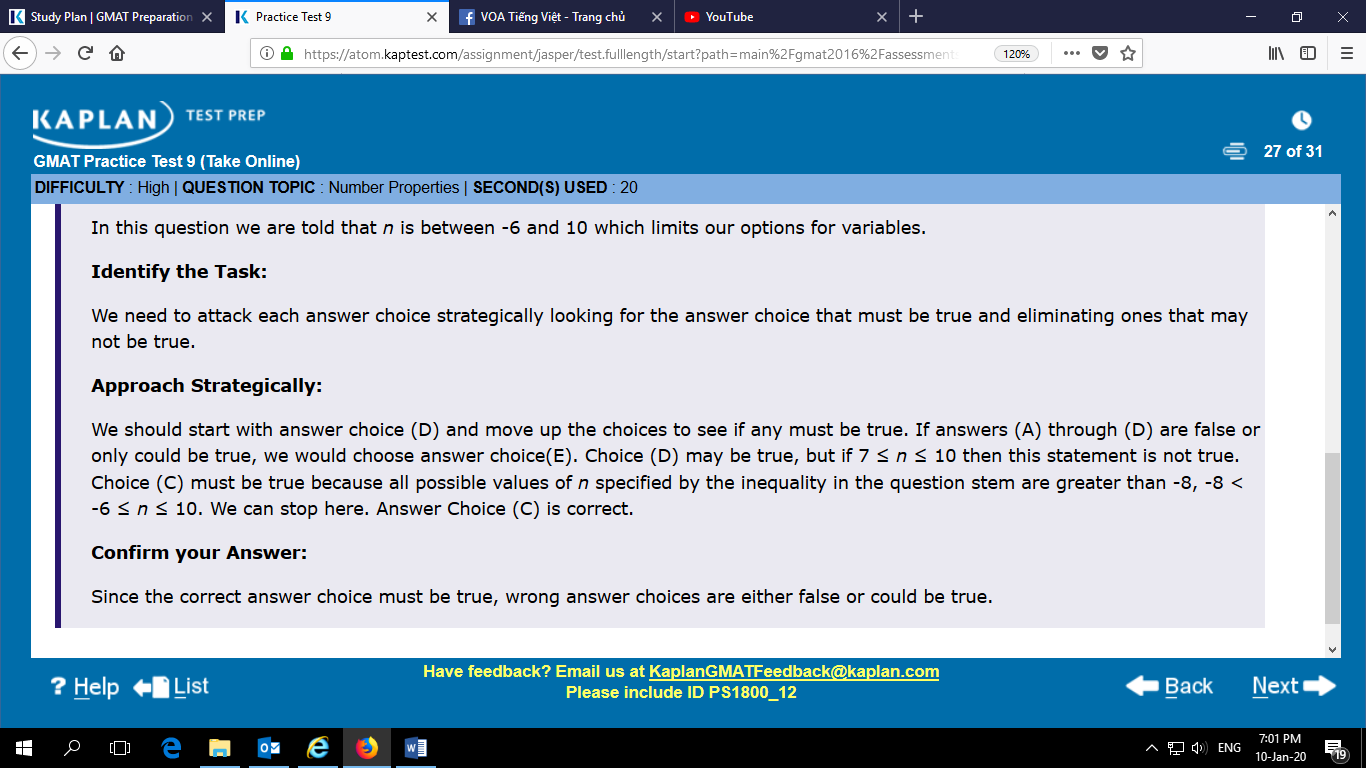 Study Plan | GMAT Preparation
Practice Test 9
VOA Tiếng Việt - Trang chủ
YouTube
https://atom.kaptest.com/assignment/jasper/test.fulllength/start?path=main%2Fgmat2016%2Fassessment
120%
KAPLAN TEST PREP
GMAT Practice Test 9 (Take Online)
27 of 31
DIFFICULTY : High | QUESTION TOPIC : Number Properties | SECOND(S) USED : 20
In this question we are told that n is between -6 and 10 which limits our options for variables.
Identify the Task:
We need to attack each answer choice strategically looking for the answer choice that must be true and eliminating ones that may
not be true.
Approach Strategically:
We should start with answer choice (D) and move up the choices to see if any must be true. If answers (A) through (D) are false or
only could be true, we would choose answer choice(E). Choice (D) may be true, but if 7 ≤ n ≤ 10 then this statement is not true.
Choice (C) must be true because all possible values of n specified by the inequality in the question stem are greater than -8, -8 <
-6 ≤ n ≤ 10. We can stop here. Answer Choice (C) is correct.
Confirm your Answer:
Since the correct answer choice must be true, wrong answer choices are either false or could be true.
Have feedback? Email us at KaplanGMATFeedback@kaplan.com
Please include ID PS1800_12
? Help
List
Back
Next
ENG
7:01 PM
10-Jan-20
19